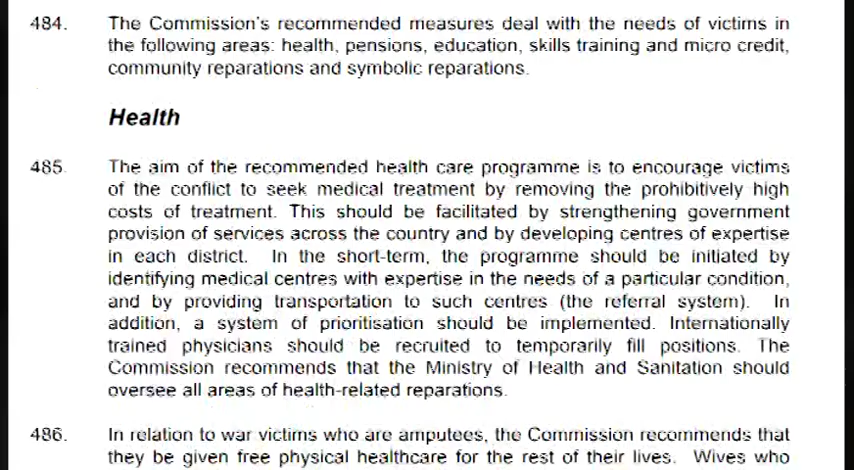 484. The Commission's recommended measures deal with the needs of victims in
the following areas: health, pensions, education, skills training and micro credit,
community reparations and symbolic reparations.
Health
485. The aim of the recommended health care programme is to encourage victims
of the conflict to seek medical treatment by removing the prohibitively high
costs of treatment. This should be facilitated by strengthening government
provision of services across the country and by developing centres of expertise
in each district. In the short-term, the programme should be initiated by
identifying medical centres with expertise in the needs of a particular condition,
and by providing transportation to such centres (the referral system). In
addition, a system of prioritisation should be implemented. Internationally
trained physicians should be recruited to temporarily fill positions. The
Commission recommends that the Ministry of Health and Sanitation should
oversee all areas of health-related reparations.
486. In relation to war victims who are amputees, the Commission recommends that
they be given free physical healthcare for the rest of their lives. Wives who